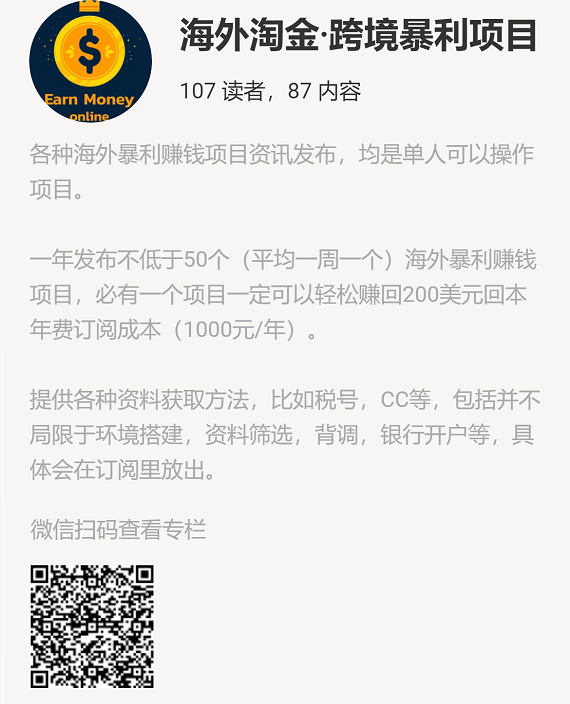 Earn Money
online
海外淘金·跨境暴利项目
107 读者，87 内容
各种海外暴利赚钱项目资讯发布，均是单人可以操作
项目。
一年发布不低于50个（平均一周一个）海外暴利赚钱
项目，必有一个项目一定可以轻松赚回200美元回本
年费订阅成本（1000元/年）。
提供各种资料获取方法，比如税号，CC等，包括并不
局限于环境搭建，资料筛选，背调，银行开户等，具
体会在订阅里放出。
微信扫码查看专栏